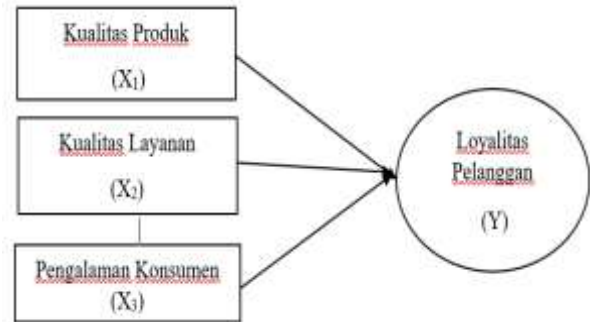 Kualitas Produk
(X₁)
Kualitas Layanan
(X₂)
Pengalaman Konsumen
(X₃)
Loyalitas
Pelanggan
(Y)